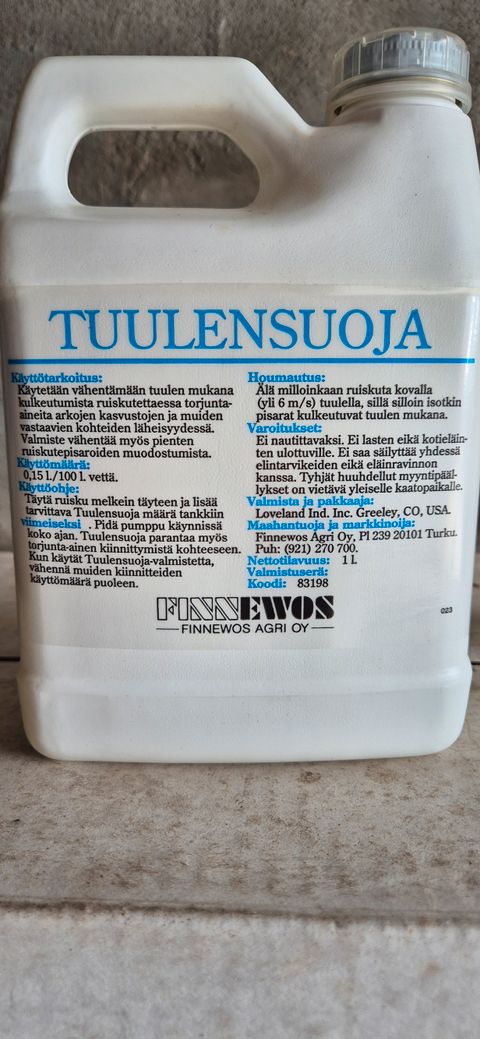 TUULENSUOJA
Käyttötarkoitus:
Käytetään vähentämään tuulen mukana
kulkeutumista ruiskutettaessa torjunta-
aineita arkojen kasvustojen ja muiden
vastaavien kohteiden läheisyydessä.
Valmiste vähentää myös pienten
ruiskutepisaroiden muodostumista.
Käyttömäärä:
0,15 l./100 l. vettä.
Käyttöohje:
Täytä ruisku melkein täyteen ja lisää
tarvittava Tuulensuoja määrä tankkiin
viimeiseksi . Pidä pumppu käynnissä
koko ajan. Tuulensuoja parantaa myös
torjunta-ainen kiinnittymistä kohteeseen.
Kun käytät Tuulensuoja-valmistetta,
vähennä muiden kiinnitteiden
käyttömäärä puoleen.
Houmautus:
Älä milloinkaan ruiskuta kovalla
(yli 6 m/s) tuulella, sillä silloin isotkin
pisarat kulkeutuvat tuulen mukana.
Varoitukset:
Ei nautittavaksi. Ei lasten eikä kotieläin-
ten ulottuville. Ei saa säilyttää yhdessä
elintarvikeiden eikä eläinravinnon
kanssa. Tyhjät huuhdellut myyntipääl-
lykset on vietävä yleiselle kaatopaikalle.
Valmista ja pakkaaja:
Loveland Ind. Inc. Greeley, CO, USA.
Maahantuoja ja markkinoija:
Finnewos Agri Oy, Pl 239 20101 Turku.
Puh: (921) 270 700.
Nettotilavuus: 1 l.
Valmistuserä:
Koodi: 83198
FINNEWOS
FINNEWOS AGRI OY
023